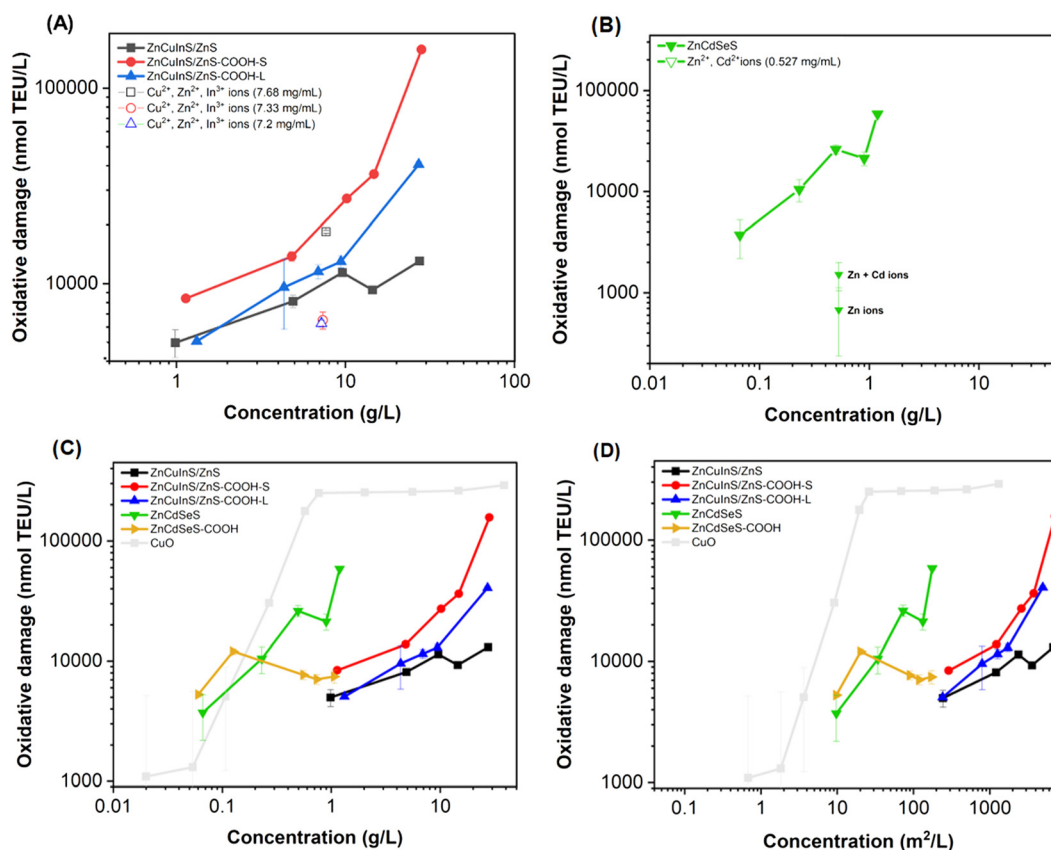 (A)
ZnCuInS/ZnS
ZnCuInS/ZnS-COOH-S
ZnCuInS/ZnS-COOH-L
Cu²⁺, Zn²⁺, In³⁺ ions (7.68 mg/mL)
Cu²⁺, Zn²⁺, In³⁺ ions (7.33 mg/mL)
Cu²⁺, Zn²⁺, In³⁺ ions (7.2 mg/mL)
Oxidative damage (nmol TEU/L)
100000
10000
1
10
100
Concentration (g/L)
(B)
ZnCdSeS
Zn²⁺, Cd²⁺ions (0.527 mg/mL)
Oxidative damage (nmol TEU/L)
100000
10000
1000
Zn + Cd ions
Zn ions
0.01
0.1
1
10
Concentration (g/L)
(C)
ZnCuInS/ZnS
ZnCuInS/ZnS-COOH-S
ZnCuInS/ZnS-COOH-L
ZnCdSeS
ZnCdSeS-COOH
CuO
Oxidative damage (nmol TEU/L)
100000
10000
1000
0.01
0.1
1
10
Concentration (g/L)
(D)
ZnCuInS/ZnS
ZnCuInS/ZnS-COOH-S
ZnCuInS/ZnS-COOH-L
ZnCdSeS
ZnCdSeS-COOH
CuO
Oxidative damage (nmol TEU/L)
100000
10000
1000
0.1
1
10
100
1000
Concentration (m²/L)